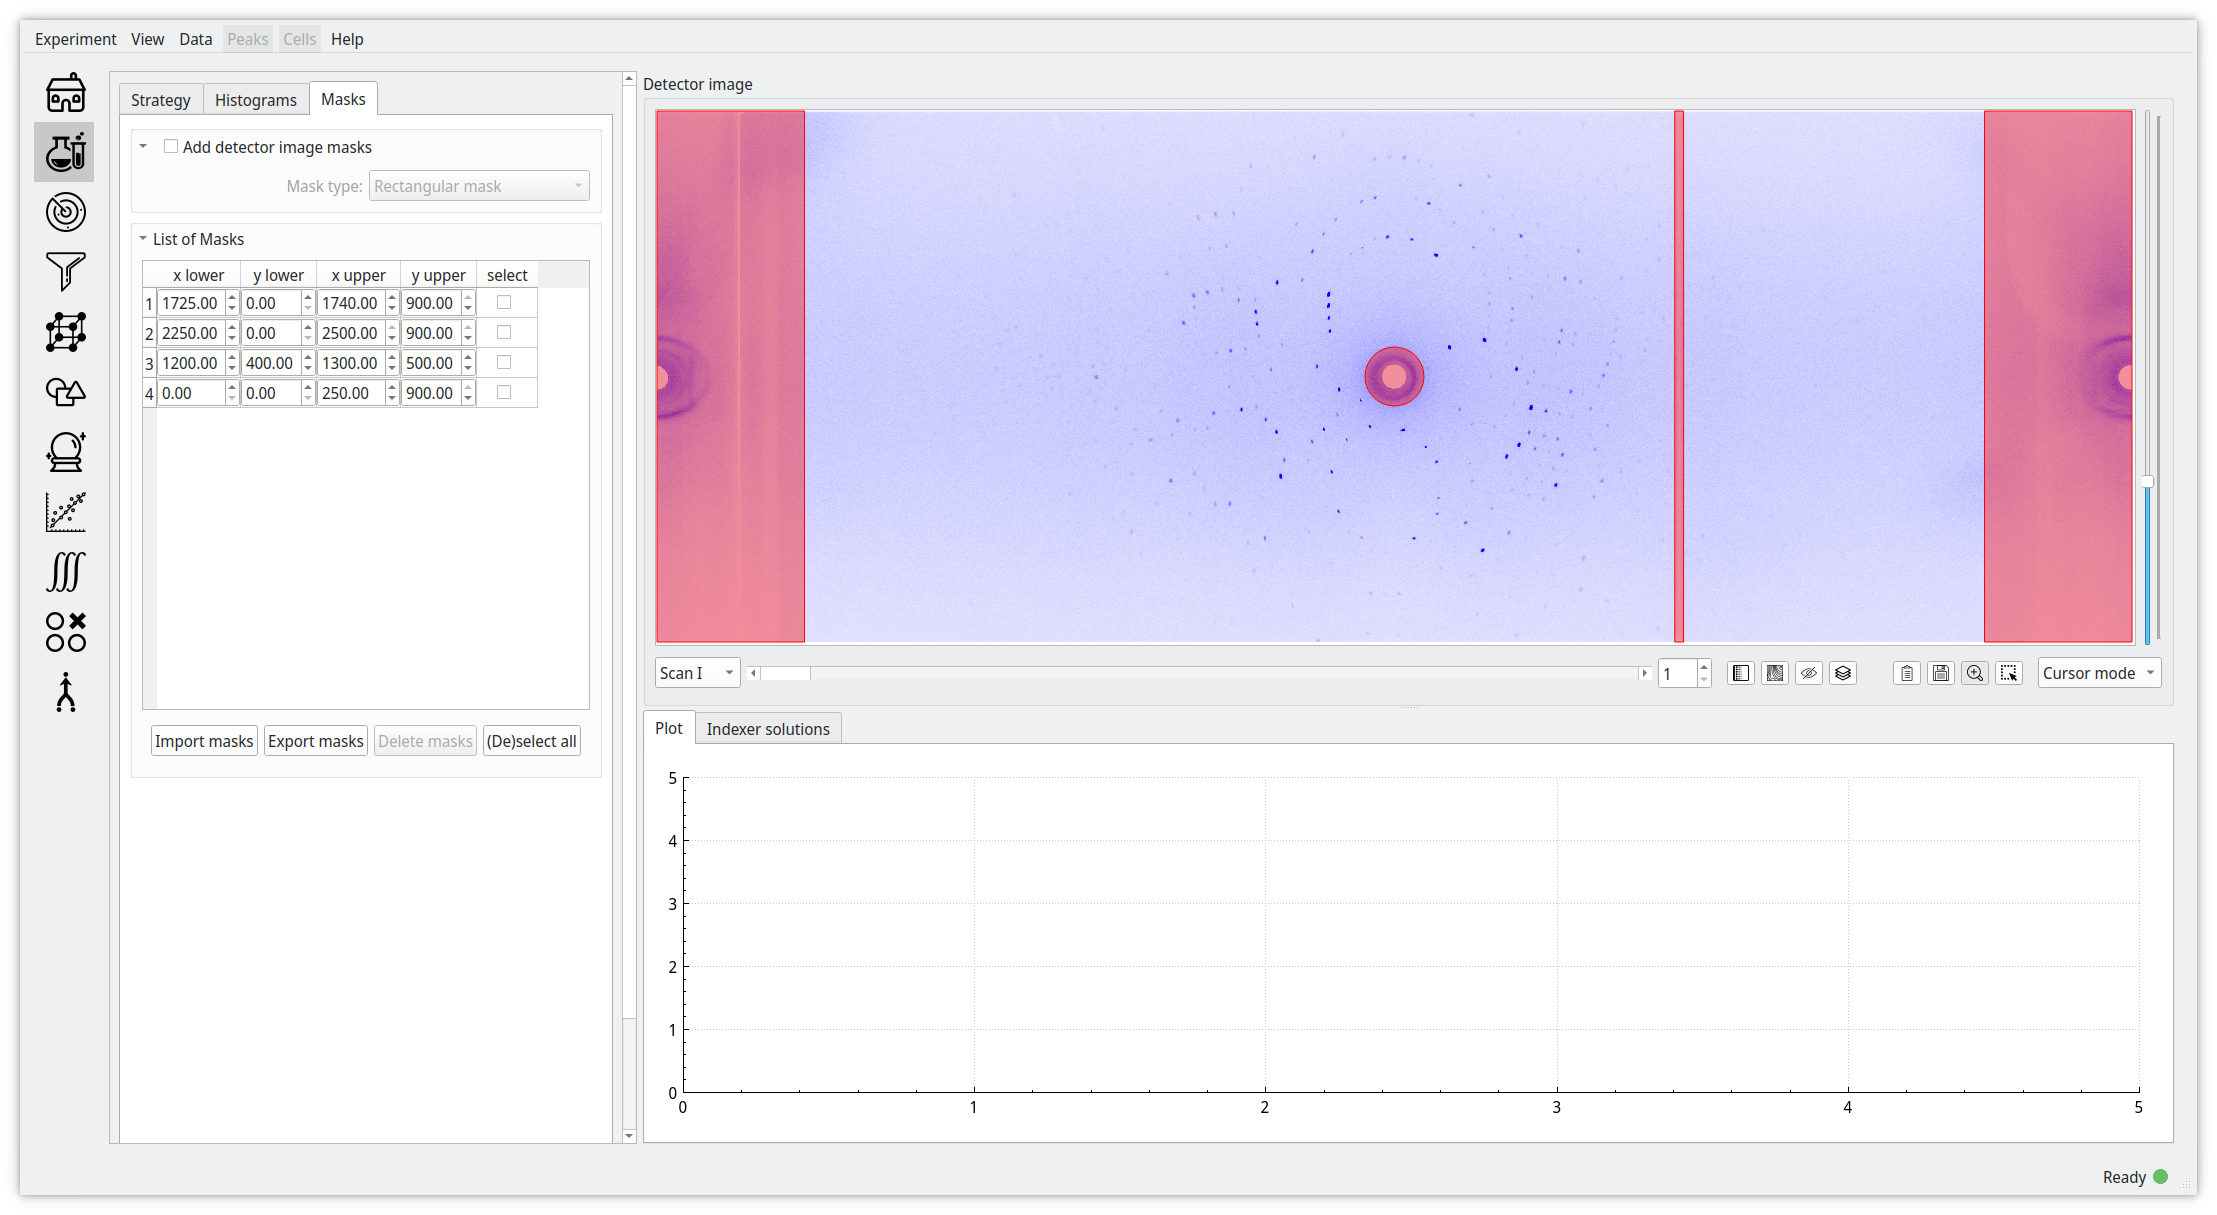 Experiment View Data Peaks Cells Help
Strategy Histograms Masks
Add detector image masks
Mask type: Rectangular mask
List of Masks
x lower y lower x upper y upper select
1 1725.00 0.00 1740.00 900.00
2 2250.00 0.00 2500.00 900.00
3 1200.00 400.00 1300.00 500.00
4 0.00 0.00 250.00 900.00
Import masks Export masks Delete masks (De)select all
Detector image
Scan I 1 Cursor mode
Plot Indexer solutions
5
4
3
2
1
0
0 1 2 3 4 5
Ready